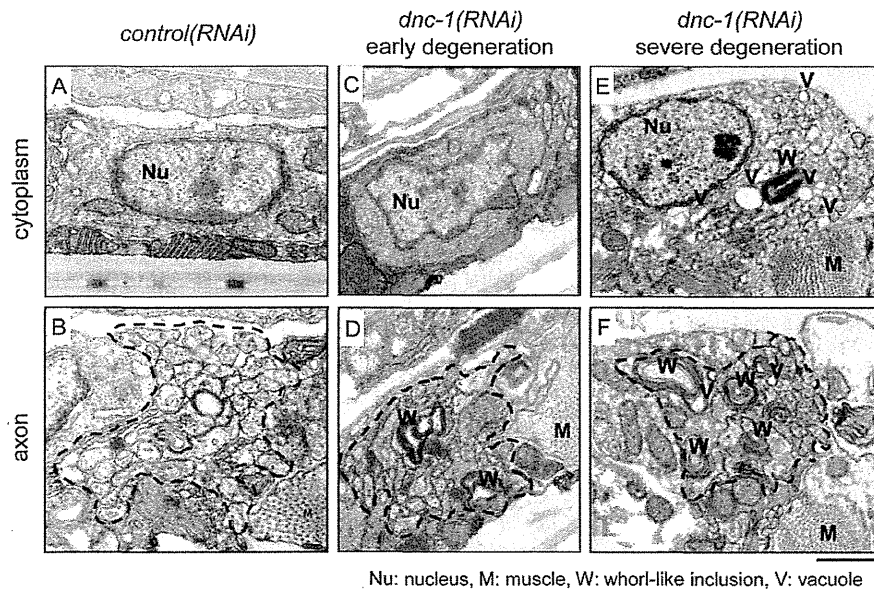 control(RNAi)
dnc-1(RNAi)
early degeneration
dnc-1(RNAi)
severe degeneration
cytoplasm
axon
A
Nu
C
Nu
E
V
Nu
W
V
V
V
V
M
B
M
D
W
W
M
F
W
V
W
V
W
W
M
Nu: nucleus, M: muscle, W: whorl-like inclusion, V: vacuole